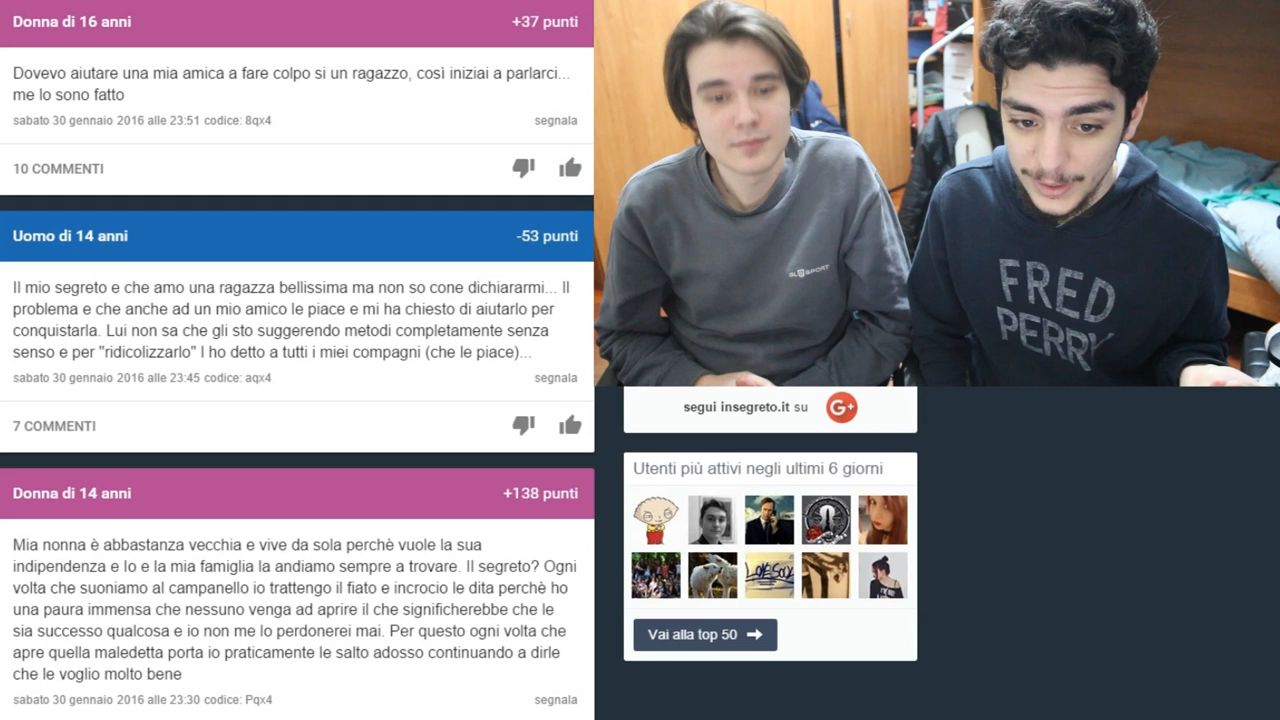 Donna di 16 anni +37 punti
Dovevo aiutare una mia amica a fare colpo si un ragazzo, così iniziai a parlarci...
me lo sono fatto
sabato 30 gennaio 2016 alle 23:51 codice: 8qx4 segnala
10 COMMENTI
Uomo di 14 anni -53 punti
Il mio segreto e che amo una ragazza bellissima ma non so cone dichiararmi... Il
problema e che anche ad un mio amico le piace e mi ha chiesto di aiutarlo per
conquistarla. Lui non sa che gli sto suggerendo metodi completamente senza
senso e per "ridicolizzarlo" l ho detto a tutti i miei compagni (che le piace)...
sabato 30 gennaio 2016 alle 23:45 codice: aqx4 segnala
7 COMMENTI
Donna di 14 anni +138 punti
Mia nonna è abbastanza vecchia e vive da sola perchè vuole la sua
indipendenza e Io e la mia famiglia la andiamo sempre a trovare. Il segreto? Ogni
volta che suoniamo al campanello io trattengo il fiato e incrocio le dita perchè ho
una paura immensa che nessuno venga ad aprire il che significherebbe che le
sia successo qualcosa e io non me lo perdonerei mai. Per questo ogni volta che
apre quella maledetta porta io praticamente le salto adosso continuando a dirle
che le voglio molto bene
sabato 30 gennaio 2016 alle 23:30 codice: Pqx4 segnala
FRED
PERRY
segui insegreto.it su G+
Utenti più attivi negli ultimi 6 giorni
Vai alla top 50